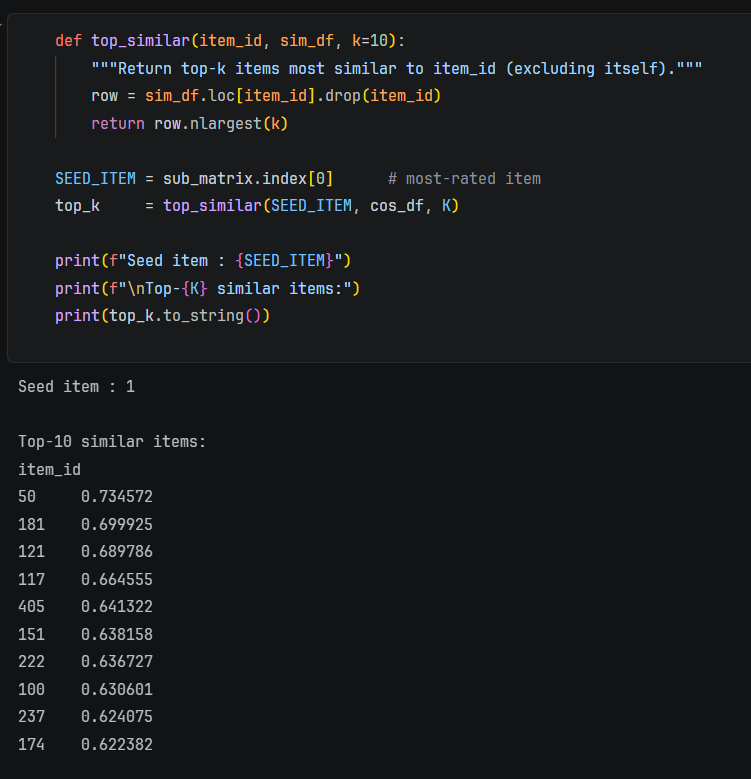 def top_similar(item_id, sim_df, k=10):
    """Return top-k items most similar to item_id (excluding itself)."""
    row = sim_df.loc[item_id].drop(item_id)
    return row.nlargest(k)
SEED_ITEM = sub_matrix.index[0]      # most-rated item
top_k     = top_similar(SEED_ITEM, cos_df, K)
print(f"Seed item : {SEED_ITEM}")
print(f"\nTop-{K} similar items:")
print(top_k.to_string())
Seed item : 1
Top-10 similar items:
item_id
50     0.734572
181    0.699925
121    0.689786
117    0.664555
405    0.641322
151    0.638158
222    0.636727
100    0.630601
237    0.624075
174    0.622382